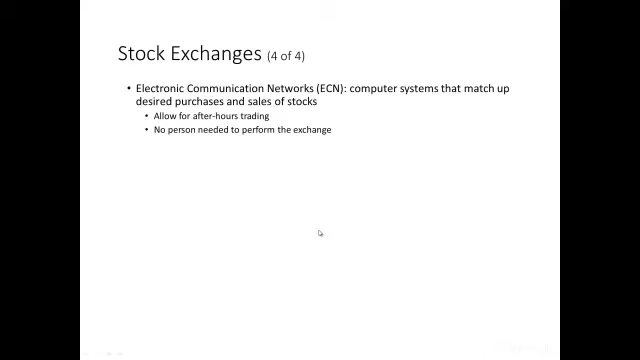 Stock Exchanges (4 of 4)
• Electronic Communication Networks (ECN): computer systems that match up
desired purchases and sales of stocks
• Allow for after-hours trading
• No person needed to perform the exchange